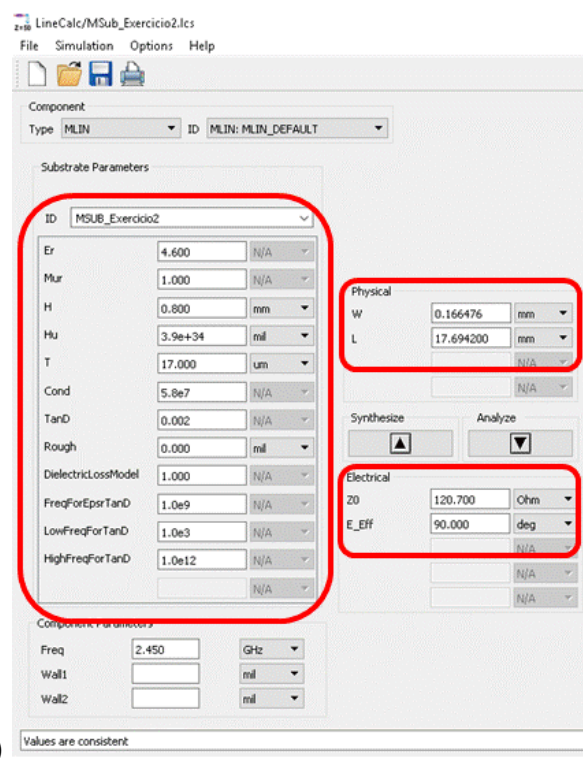 Z=50 LineCalc/MSub_Exercicio2.lcs
File Simulation Options Help
Component
Type MLIN ID MLIN: MLIN_DEFAULT
Substrate Parameters
ID MSUB_Exercicio2
Er 4.600 N/A
Mur 1.000 N/A
H 0.800 mm
Hu 3.9e+34 mil
T 17.000 um
Cond 5.8e7 N/A
TanD 0.002 N/A
Rough 0.000 mil
DielectricLossModel 1.000 N/A
FreqForEpsrTanD 1.0e9 N/A
LowFreqForTanD 1.0e3 N/A
HighFreqForTanD 1.0e12 N/A
N/A
Physical
W 0.166476 mm
L 17.694200 mm
N/A
N/A
Synthesize Analyze
Electrical
Z0 120.700 Ohm
E_Eff 90.000 deg
N/A
N/A
N/A
Component Parameters
Freq 2.450 GHz
Wall1 mil
Wall2 mil
Values are consistent
)